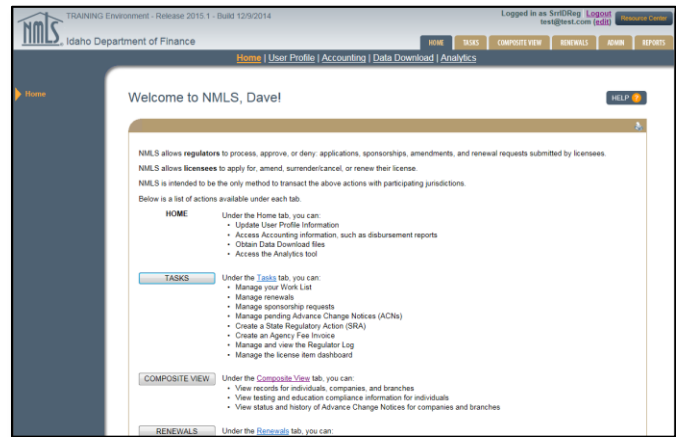 TRAINING Environment - Release 2015.1 - Build 12/9/2014
Logged in as SrrIDReg Logout
test@test.com (edit)
Resource Center
NMLS
Idaho Department of Finance
HOME TASKS COMPOSITE VIEW RENEWALS ADMIN REPORTS
Home | User Profile | Accounting | Data Download | Analytics
Home
Welcome to NMLS, Dave!
HELP ?
NMLS allows regulators to process, approve, or deny: applications, sponsorships, amendments, and renewal requests submitted by licensees.
NMLS allows licensees to apply for, amend, surrender/cancel, or renew their license.
NMLS is intended to be the only method to transact the above actions with participating jurisdictions.
Below is a list of actions available under each tab.
HOME
Under the Home tab, you can:
• Update User Profile Information
• Access Accounting information, such as disbursement reports
• Obtain Data Download files
• Access the Analytics tool
TASKS
Under the Tasks tab, you can:
• Manage your Work List
• Manage renewals
• Manage sponsorship requests
• Manage pending Advance Change Notices (ACNs)
• Create a State Regulatory Action (SRA)
• Create an Agency Fee Invoice
• Manage and view the Regulator Log
• Manage the license item dashboard
COMPOSITE VIEW
Under the Composite View tab, you can:
• View records for individuals, companies, and branches
• View testing and education compliance information for individuals
• View status and history of Advance Change Notices for companies and branches
RENEWALS
Under the Renewals tab, you can: